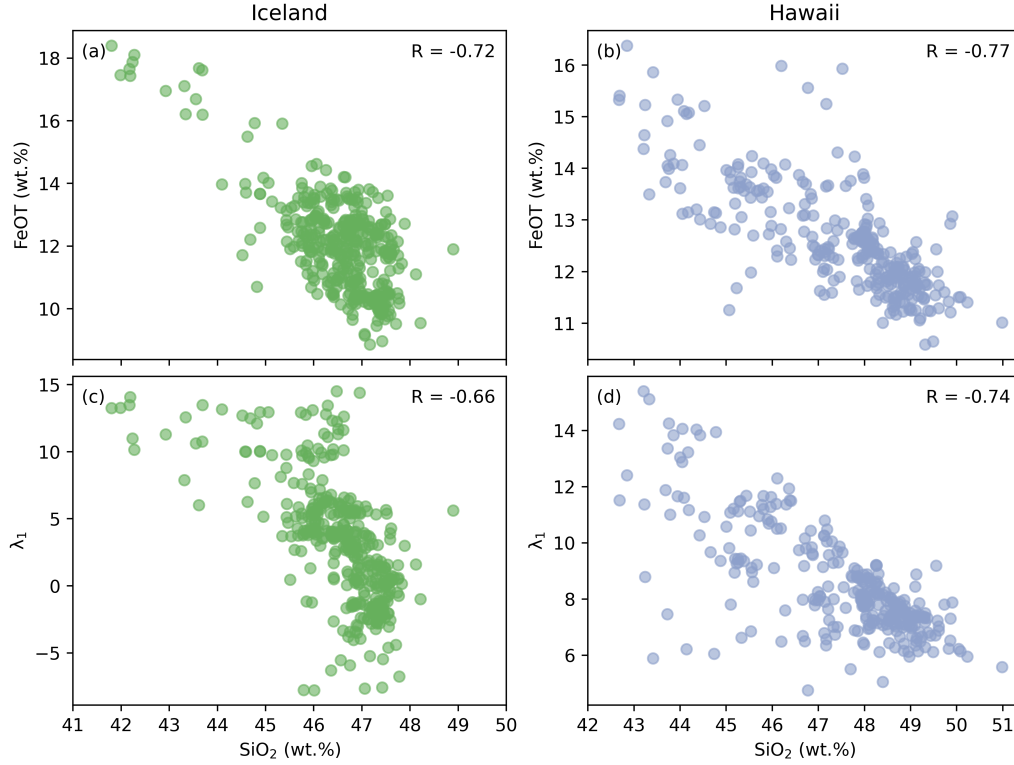 Iceland
Hawaii
(a)
R = -0.72
(b)
R = -0.77
FeOT (wt.%)
18
16
14
12
10
FeOT (wt.%)
16
15
14
13
12
11
(c)
R = -0.66
(d)
R = -0.74
λ₁
15
10
5
0
−5
λ₁
14
12
10
8
6
41 42 43 44 45 46 47 48 49 50
42 43 44 45 46 47 48 49 50 51
SiO₂ (wt.%)
SiO₂ (wt.%)